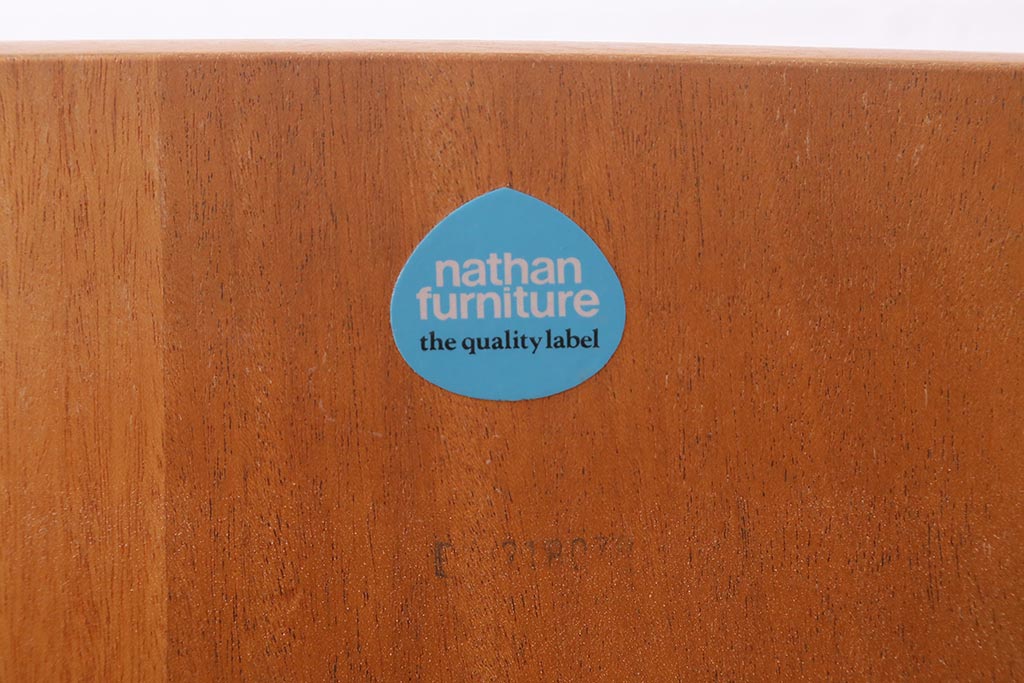 nathan
furniture
the quality label